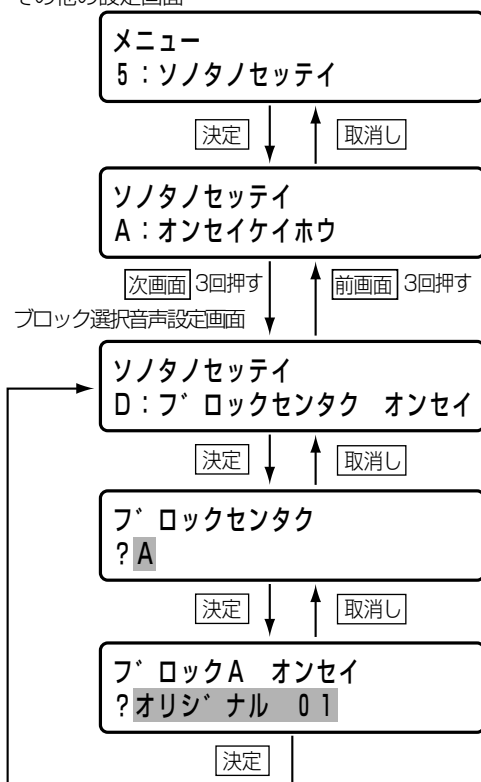 その他の設定画面
メニュー
5：ソノタノセッテイ
決定 取消し
ソノタノセッテイ
A：オンセイケイホウ
次画面 3回押す 前画面 3回押す
ブロック選択音声設定画面
ソノタノセッテイ
D：フ゛ロックセンタク オンセイ
決定 取消し
フ゛ロックセンタク
?A
決定 取消し
フ゛ロックA オンセイ
?オリシ゛ナル 01
決定